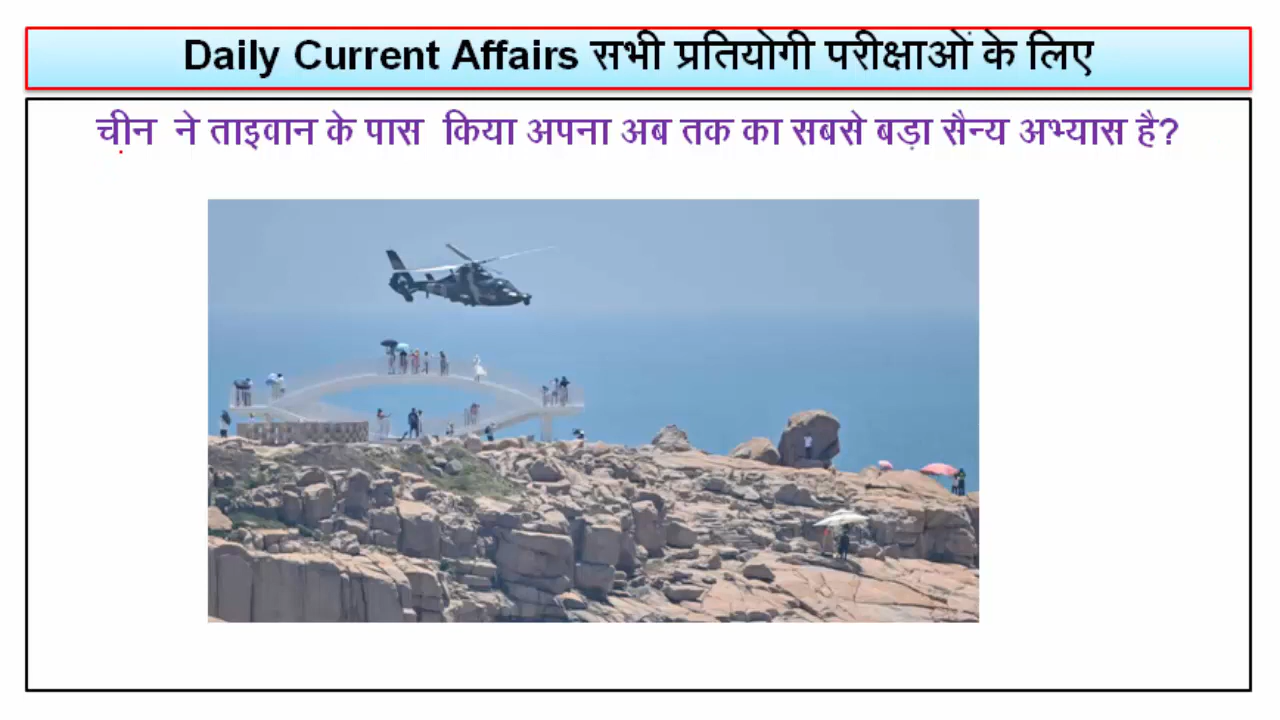 Daily Current Affairs सभी प्रतियोगी परीक्षाओं के लिए
चीन ने ताइवान के पास किया अपना अब तक का सबसे बड़ा सैन्य अभ्यास है?